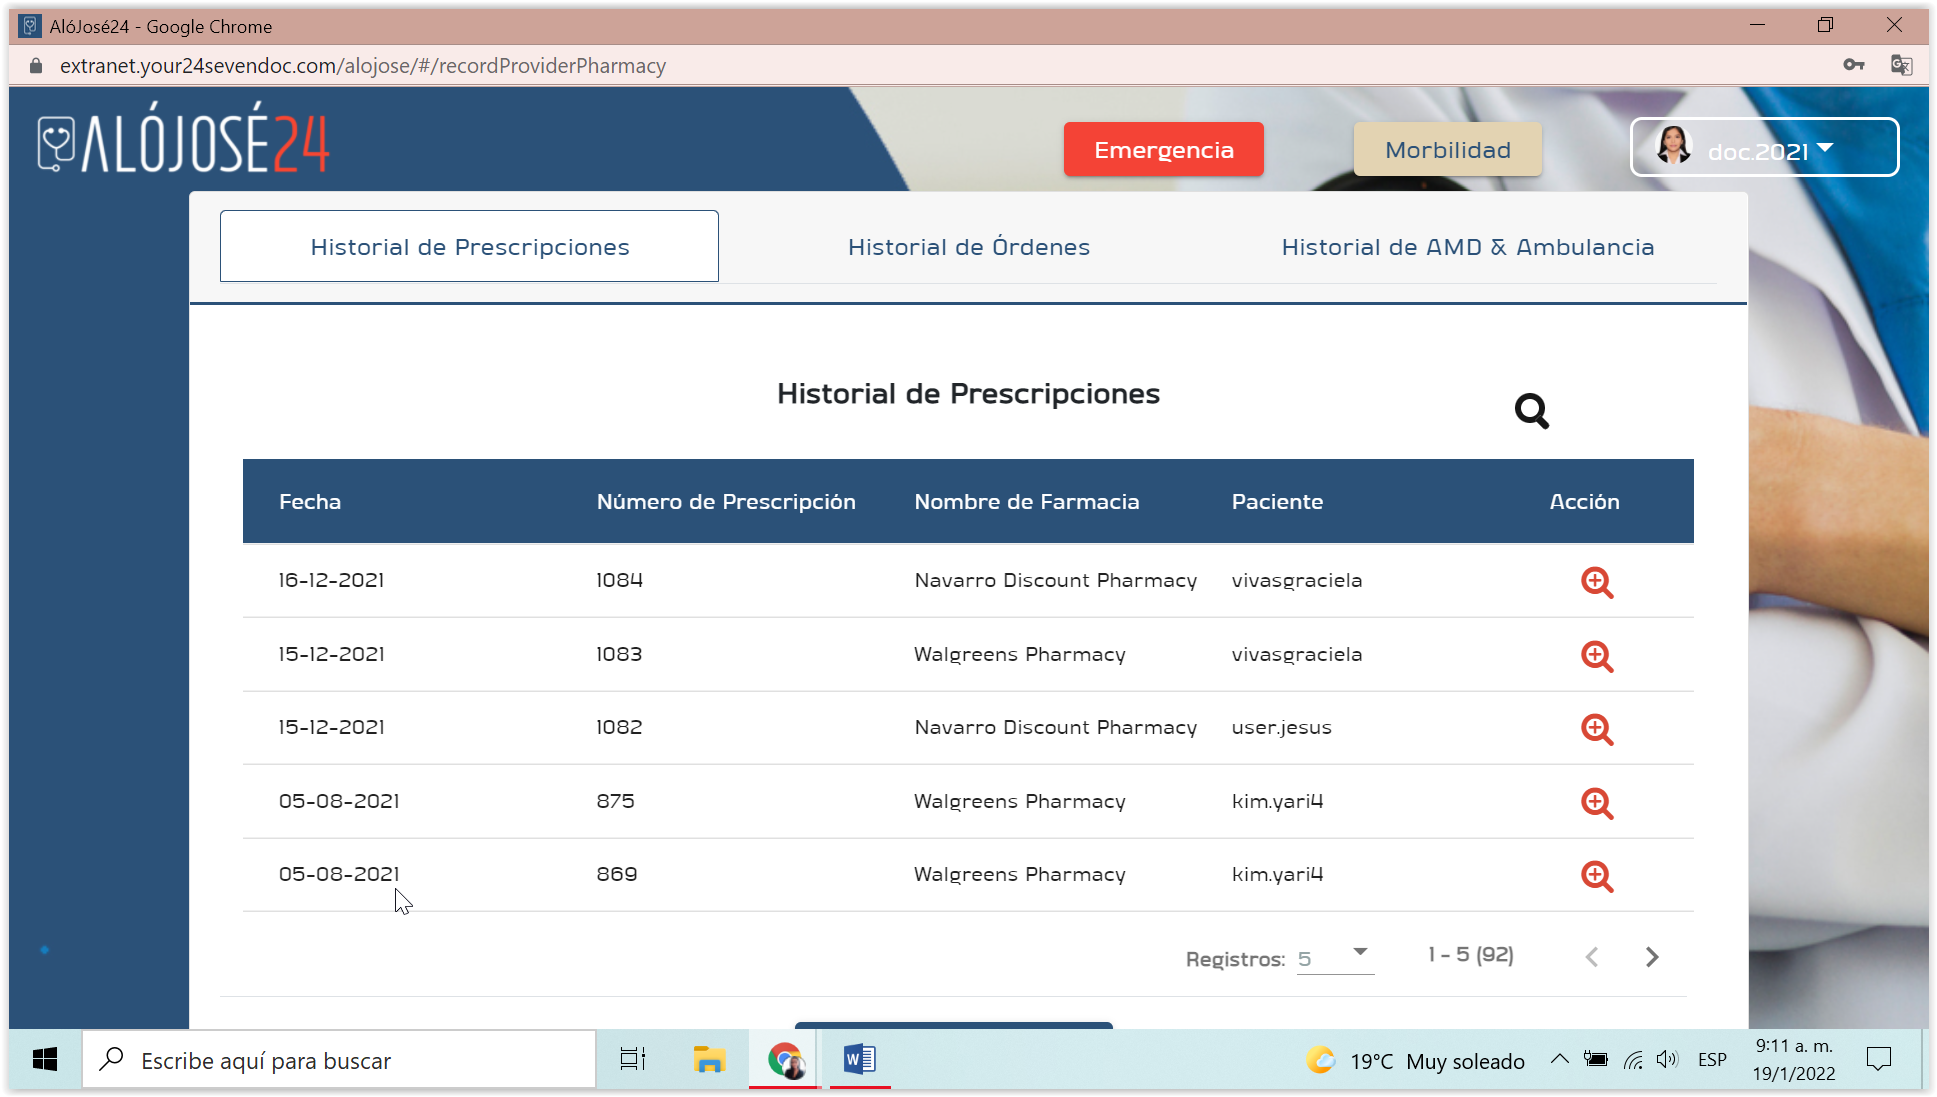 AlóJosé24 - Google Chrome
extranet.your24sevendoc.com/alojose/#/recordProviderPharmacy
ALÓJOSÉ24
Emergencia
Morbilidad
doc.2021
Historial de Prescripciones
Historial de Órdenes
Historial de AMD & Ambulancia
Historial de Prescripciones
Fecha Número de Prescripción Nombre de Farmacia Paciente Acción
16-12-2021 1084 Navarro Discount Pharmacy vivasgraciela
15-12-2021 1083 Walgreens Pharmacy vivasgraciela
15-12-2021 1082 Navarro Discount Pharmacy user.jesus
05-08-2021 875 Walgreens Pharmacy kim.yari4
05-08-2021 869 Walgreens Pharmacy kim.yari4
Registros: 5 1 - 5 (92)
Escribe aquí para buscar
19°C Muy soleado
ESP
9:11 a. m.
19/1/2022